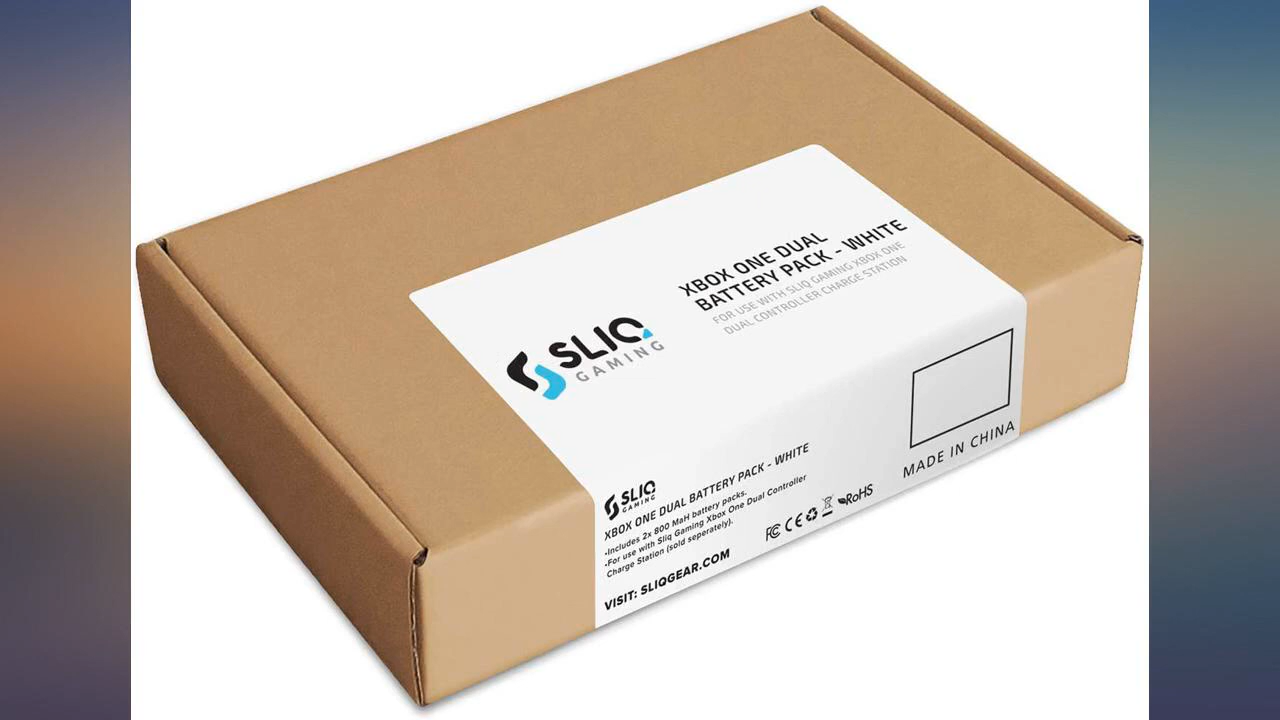 XBOX ONE DUAL
BATTERY PACK - WHITE
FOR USE WITH SLIQ GAMING XBOX ONE
DUAL CONTROLLER CHARGE STATION
SLIQ
GAMING
SLIQ
GAMING
XBOX ONE DUAL BATTERY PACK - WHITE
•Includes 2x 800 MaH battery packs.
•For use with Sliq Gaming Xbox One Dual Controller
Charge Station (sold seperately).
VISIT: SLIQGEAR.COM
FC CE RoHS
MADE IN CHINA